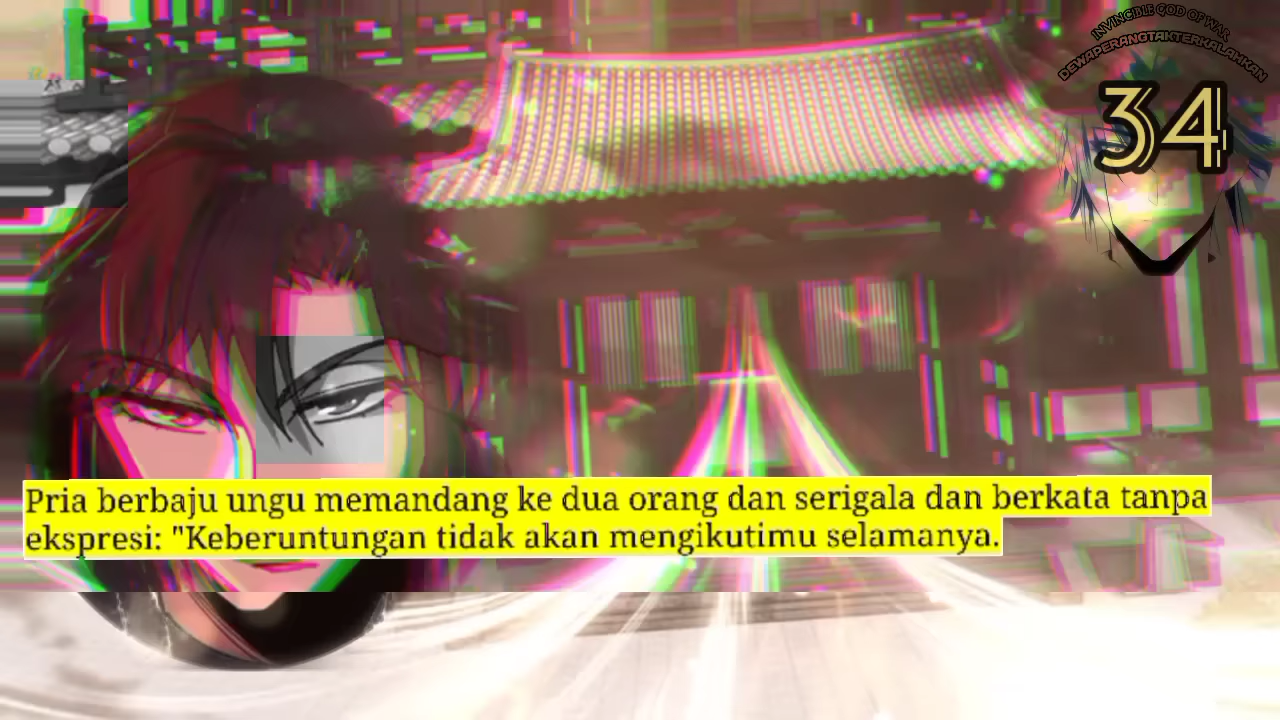 INVINCIBLE GOD OF WAR
DEWAPERANGTAKTERKALAHKAN
34
Pria berbaju ungu memandang ke dua orang dan serigala dan berkata tanpa
ekspresi: "Keberuntungan tidak akan mengikutimu selamanya.